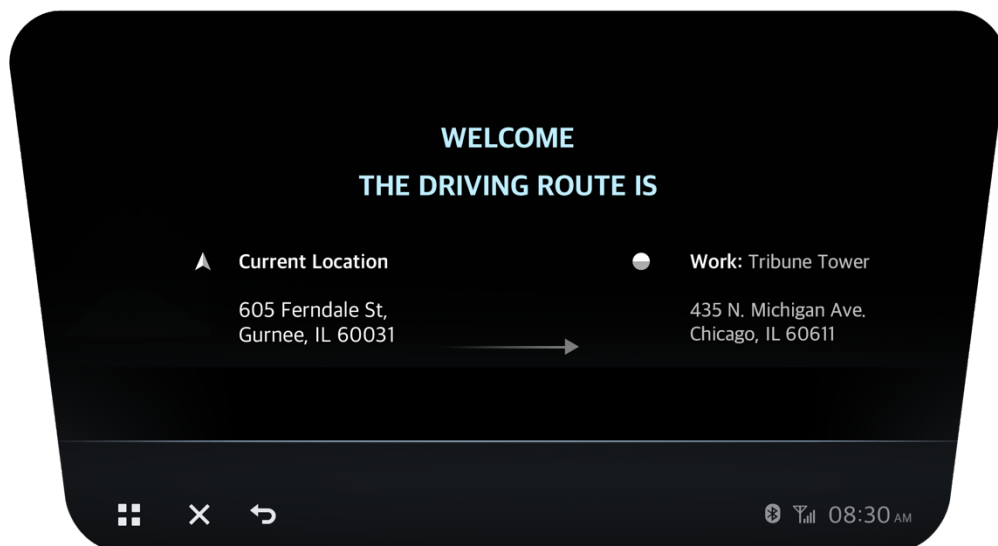 WELCOME
THE DRIVING ROUTE IS
Current Location
605 Ferndale St,
Gurnee, IL 60031
Work: Tribune Tower
435 N. Michigan Ave.
Chicago, IL 60611
08:30 AM